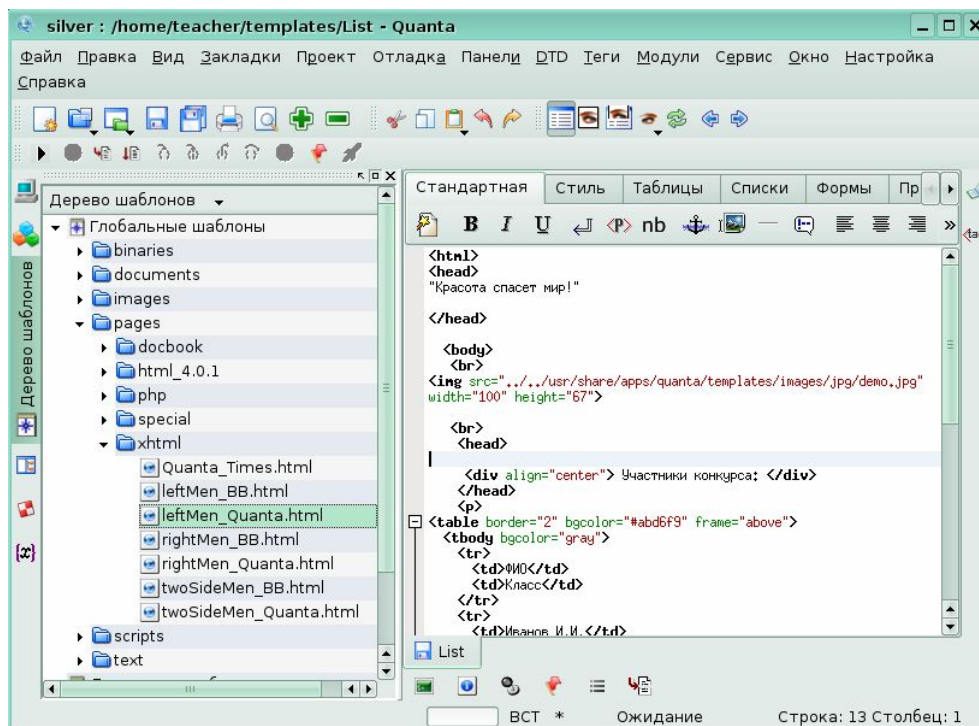 silver : /home/teacher/templates/List - Quanta
Файл Правка Вид Закладки Проект Отладка Панели DTD Теги Модули Сервис Окно Настройка
Справка
Дерево шаблонов
Дерево шаблонов
Глобальные шаблоны
binaries
documents
images
pages
docbook
html_4.0.1
php
special
xhtml
Quanta_Times.html
leftMen_BB.html
leftMen_Quanta.html
rightMen_BB.html
rightMen_Quanta.html
twoSideMen_BB.html
twoSideMen_Quanta.html
scripts
text
{x}
Стандартная Стиль Таблицы Списки Формы Пр
B I U <P> nb »
<html>
<head>
"Красота спасет мир!"
</head>
<body>
<br>
<img src="../../usr/share/apps/quanta/templates/images/jpg/demo.jpg"
width="100" height="67">
<br>
<head>
<div align="center"> Участники конкурса: </div>
</head>
<p>
<table border="2" bgcolor="#abd6f9" frame="above">
<tbody bgcolor="gray">
<tr>
<td>ФИО</td>
<td>Класс</td>
</tr>
<tr>
<td>Иванов И.И.</td>
List
ВСТ * Ожидание Строка: 13 Столбец: 1